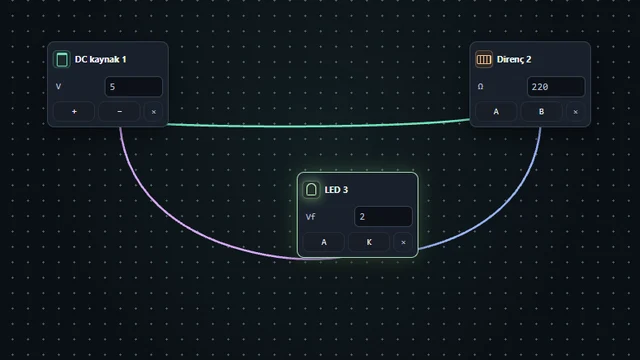 DC kaynak 1
V 5
+ − ×
Direnç 2
Ω 220
A B ×
LED 3
Vf 2
A K ×